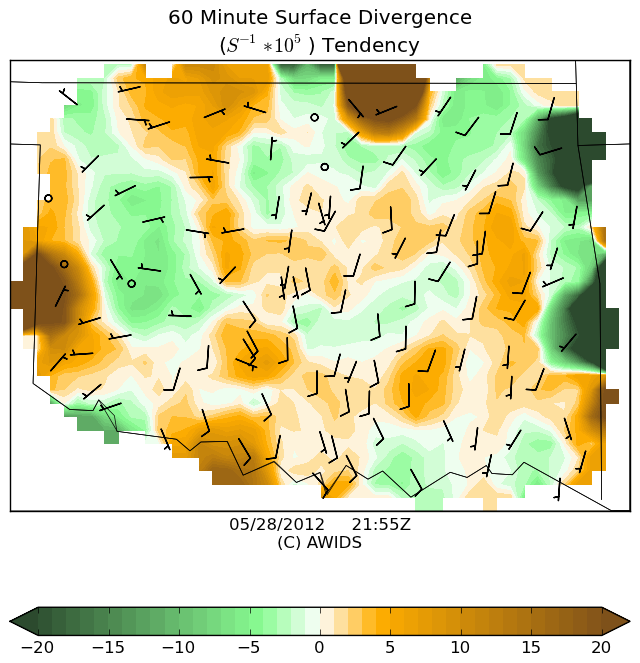 60 Minute Surface Divergence
($S^{-1} * 10^5$ ) Tendency
05/28/2012 21:55Z
(C) AWIDS
−20 −15 −10 −5 0 5 10 15 20